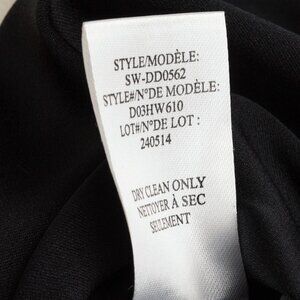 STYLE/MODÈLE:
SW-DD0562
STYLE#/N°DE MODÈLE:
D03HW610
LOT#/N°DE LOT :
240514
DRY CLEAN ONLY
NETTOYER À SEC
SEULEMENT